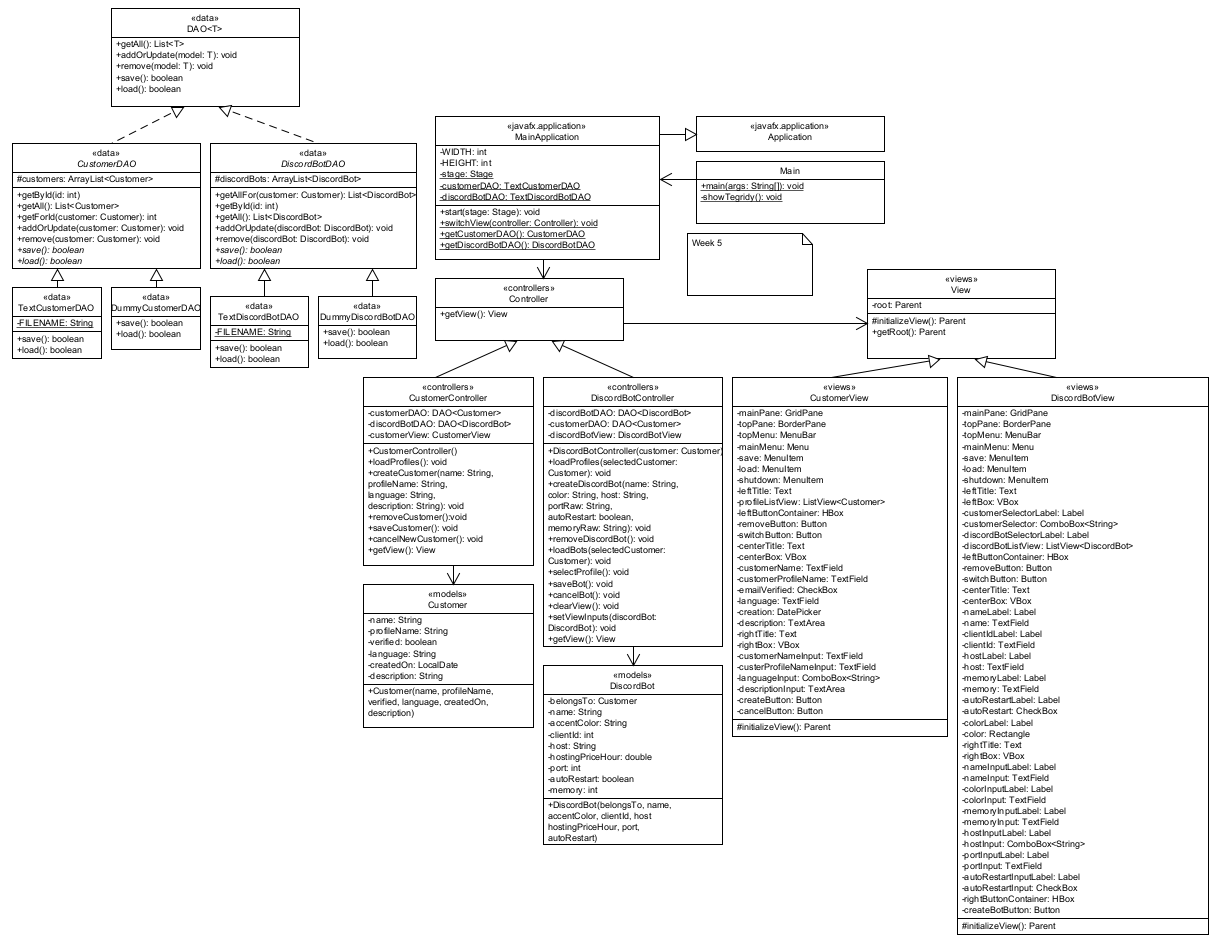 «data»
DAO<T>
+getAll(): List<T>
+addOrUpdate(model: T): void
+remove(model: T): void
+save(): boolean
+load(): boolean
«data»
CustomerDAO
#customers: ArrayList<Customer>
+getById(id: int)
+getAll(): List<Customer>
+getForId(customer: Customer): int
+addOrUpdate(customer: Customer): void
+remove(customer: Customer): void
+save(): boolean
+load(): boolean
«data»
DiscordBotDAO
#discordBots: ArrayList<DiscordBot>
+getAllFor(customer: Customer): List<DiscordBot>
+getById(id: int)
+getAll(): List<DiscordBot>
+addOrUpdate(discordBot: DiscordBot): void
+remove(discordBot: DiscordBot): void
+save(): boolean
+load(): boolean
«data»
TextCustomerDAO
-FILENAME: String
+save(): boolean
+load(): boolean
«data»
DummyCustomerDAO
+save(): boolean
+load(): boolean
«data»
TextDiscordBotDAO
-FILENAME: String
+save(): boolean
+load(): boolean
«data»
DummyDiscordBotDAO
+save(): boolean
+load(): boolean
«javafx.application»
MainApplication
-WIDTH: int
-HEIGHT: int
-stage: Stage
-customerDAO: TextCustomerDAO
-discordBotDAO: TextDiscordBotDAO
+start(stage: Stage): void
+switchView(controller: Controller): void
+getCustomerDAO(): CustomerDAO
+getDiscordBotDAO(): DiscordBotDAO
«javafx.application»
Application
Main
+main(args: String[]): void
-showTegridy(): void
Week 5
«controllers»
Controller
+getView(): View
«views»
View
-root: Parent
#initializeView(): Parent
+getRoot(): Parent
«controllers»
CustomerController
-customerDAO: DAO<Customer>
-discordBotDAO: DAO<DiscordBot>
-customerView: CustomerView
+CustomerController()
+loadProfiles(): void
+createCustomer(name: String,
profileName: String,
language: String,
description: String): void
+removeCustomer():void
+saveCustomer(): void
+cancelNewCustomer(): void
+getView(): View
«models»
Customer
-name: String
-profileName: String
-verified: boolean
-language: String
-createdOn: LocalDate
-description: String
+Customer(name, profileName,
verified, language, createdOn,
description)
«controllers»
DiscordBotController
-discordBotDAO: DAO<DiscordBot>
-customerDAO: DAO<Customer>
-discordBotView: DiscordBotView
+DiscordBotController(customer: Customer)
+loadProfiles(selectedCustomer:
Customer): void
+createDiscordBot(name: String,
color: String, host: String,
portRaw: String,
autoRestart: boolean,
memoryRaw: String): void
+removeDiscordBot(): void
+loadBots(selectedCustomer:
Customer): void
+selectProfile(): void
+saveBot(): void
+cancelBot(): void
+clearView(): void
+setViewInputs(discordBot:
DiscordBot): void
+getView(): View
«models»
DiscordBot
-belongsTo: Customer
-name: String
-accentColor: String
-clientId: int
-host: String
-hostingPriceHour: double
-port: int
-autoRestart: boolean
-memory: int
+DiscordBot(belongsTo, name,
accentColor, clientId, host
hostingPriceHour, port,
autoRestart)
«views»
CustomerView
-mainPane: GridPane
-topPane: BorderPane
-topMenu: MenuBar
-mainMenu: Menu
-save: MenuItem
-load: MenuItem
-shutdown: MenuItem
-leftTitle: Text
-profileListView: ListView<Customer>
-leftButtonContainer: HBox
-removeButton: Button
-switchButton: Button
-centerTitle: Text
-centerBox: VBox
-customerName: TextField
-customerProfileName: TextField
-emailVerified: CheckBox
-language: TextField
-creation: DatePicker
-description: TextArea
-rightTitle: Text
-rightBox: VBox
-customerNameInput: TextField
-custerProfileNameInput: TextField
-languageInput: ComboBox<String>
-descriptionInput: TextArea
-createButton: Button
-cancelButton: Button
#initializeView(): Parent
«views»
DiscordBotView
-mainPane: GridPane
-topPane: BorderPane
-topMenu: MenuBar
-mainMenu: Menu
-save: MenuItem
-load: MenuItem
-shutdown: MenuItem
-leftTitle: Text
-leftBox: VBox
-customerSelectorLabel: Label
-customerSelector: ComboBox<String>
-discordBotSelectorLabel: Label
-discordBotListView: ListView<DiscordBot>
-leftButtonContainer: HBox
-removeButton: Button
-switchButton: Button
-centerTitle: Text
-centerBox: VBox
-nameLabel: Label
-name: TextField
-clientIdLabel: Label
-clientId: TextField
-hostLabel: Label
-host: TextField
-memoryLabel: Label
-memory: TextField
-autoRestartLabel: Label
-autoRestart: CheckBox
-colorLabel: Label
-color: Rectangle
-rightTitle: Text
-rightBox: VBox
-nameInputLabel: Label
-nameInput: TextField
-colorInputLabel: Label
-colorInput: TextField
-memoryInputLabel: Label
-memoryInput: TextField
-hostInputLabel: Label
-hostInput: ComboBox<String>
-portInputLabel: Label
-portInput: TextField
-autoRestartInputLabel: Label
-autoRestartInput: CheckBox
-rightButtonContainer: HBox
-createBotButton: Button
#initializeView(): Parent